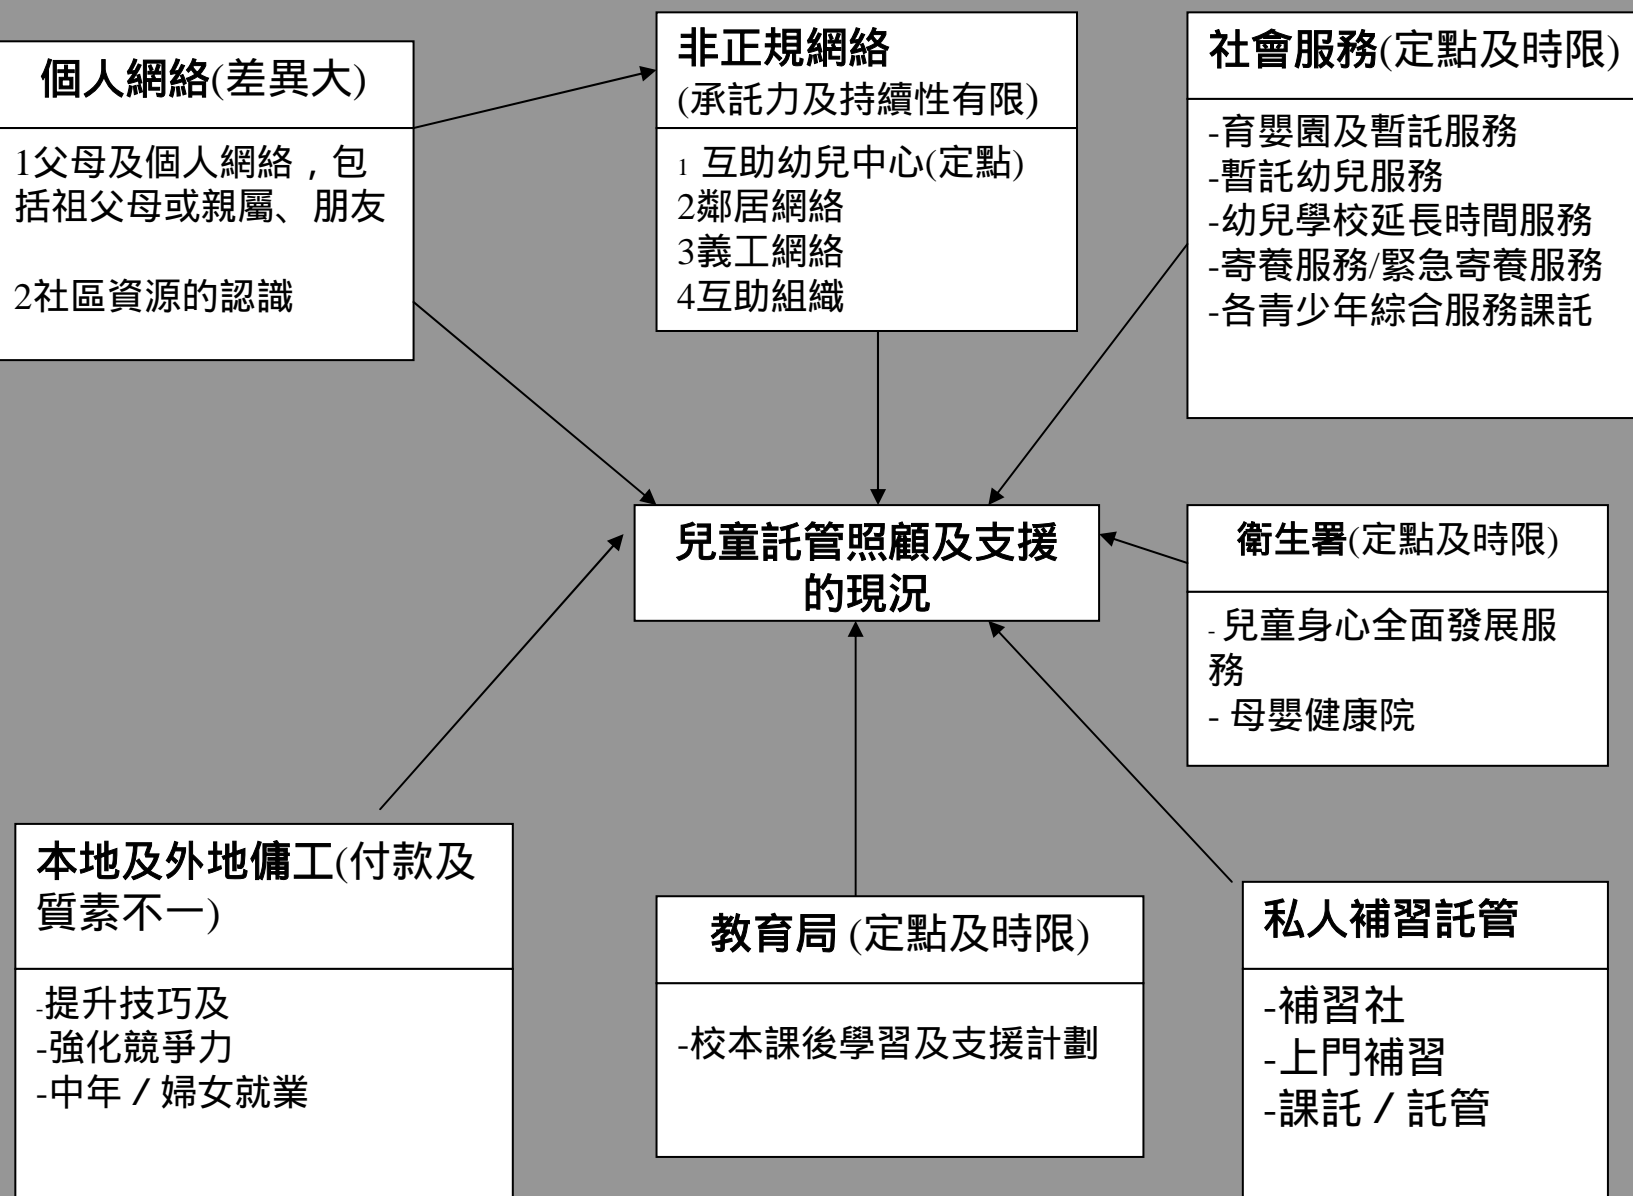 個人網絡(差異大)
1父母及個人網絡，包
括祖父母或親屬、朋友
2社區資源的認識
非正規網絡
(承託力及持續性有限)
1 互助幼兒中心(定點)
2鄰居網絡
3義工網絡
4互助組織
社會服務(定點及時限)
-育嬰園及暫託服務
-暫託幼兒服務
-幼兒學校延長時間服務
-寄養服務/緊急寄養服務
-各青少年綜合服務課託
兒童託管照顧及支援
的現況
衛生署(定點及時限)
- 兒童身心全面發展服
務
- 母嬰健康院
本地及外地傭工(付款及
質素不一)
-提升技巧及
-強化競爭力
-中年／婦女就業
教育局 (定點及時限)
-校本課後學習及支援計劃
私人補習託管
-補習社
-上門補習
-課託／託管